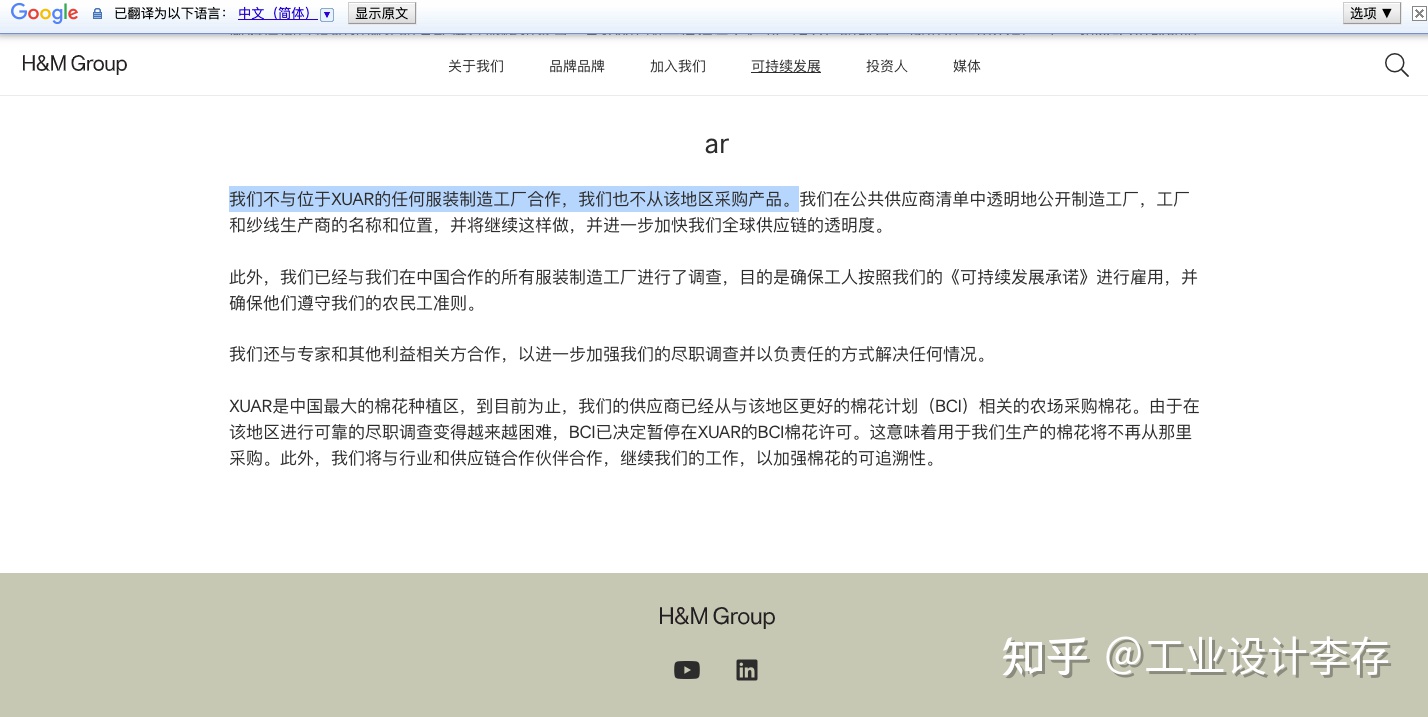 Google 已翻译为以下语言： 中文（简体） ▼ 显示原文 选项 ▼
H&M Group 关于我们 品牌品牌 加入我们 可持续发展 投资人 媒体
ar
我们不与位于XUAR的任何服装制造工厂合作，我们也不从该地区采购产品。我们在公共供应商清单中透明地公开制造工厂，工厂
和纱线生产商的名称和位置，并将继续这样做，并进一步加快我们全球供应链的透明度。
此外，我们已经与我们在中国合作的所有服装制造工厂进行了调查，目的是确保工人按照我们的《可持续发展承诺》进行雇用，并
确保他们遵守我们的农民工准则。
我们还与专家和其他利益相关方合作，以进一步加强我们的尽职调查并以负责任的方式解决任何情况。
XUAR是中国最大的棉花种植区，到目前为止，我们的供应商已经从与该地区更好的棉花计划（BCI）相关的农场采购棉花。由于在
该地区进行可靠的尽职调查变得越来越困难，BCI已决定暂停在XUAR的BCI棉花许可。这意味着用于我们生产的棉花将不再从那里
采购。此外，我们将与行业和供应链合作伙伴合作，继续我们的工作，以加强棉花的可追溯性。
H&M Group
知乎 @工业设计李存
in